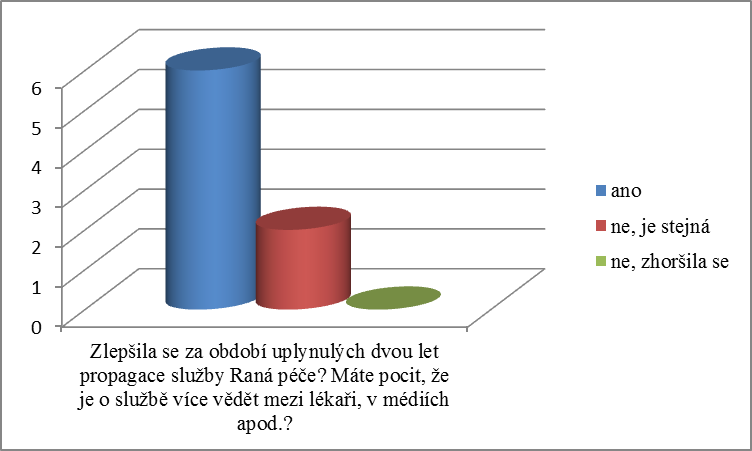 6
5
4
3
2
1
0
ano
ne, je stejná
ne, zhoršila se
Zlepšila se za období uplynulých dvou let
propagace služby Raná péče? Máte pocit, že
je o službě více vědět mezi lékaři, v médiích
apod.?